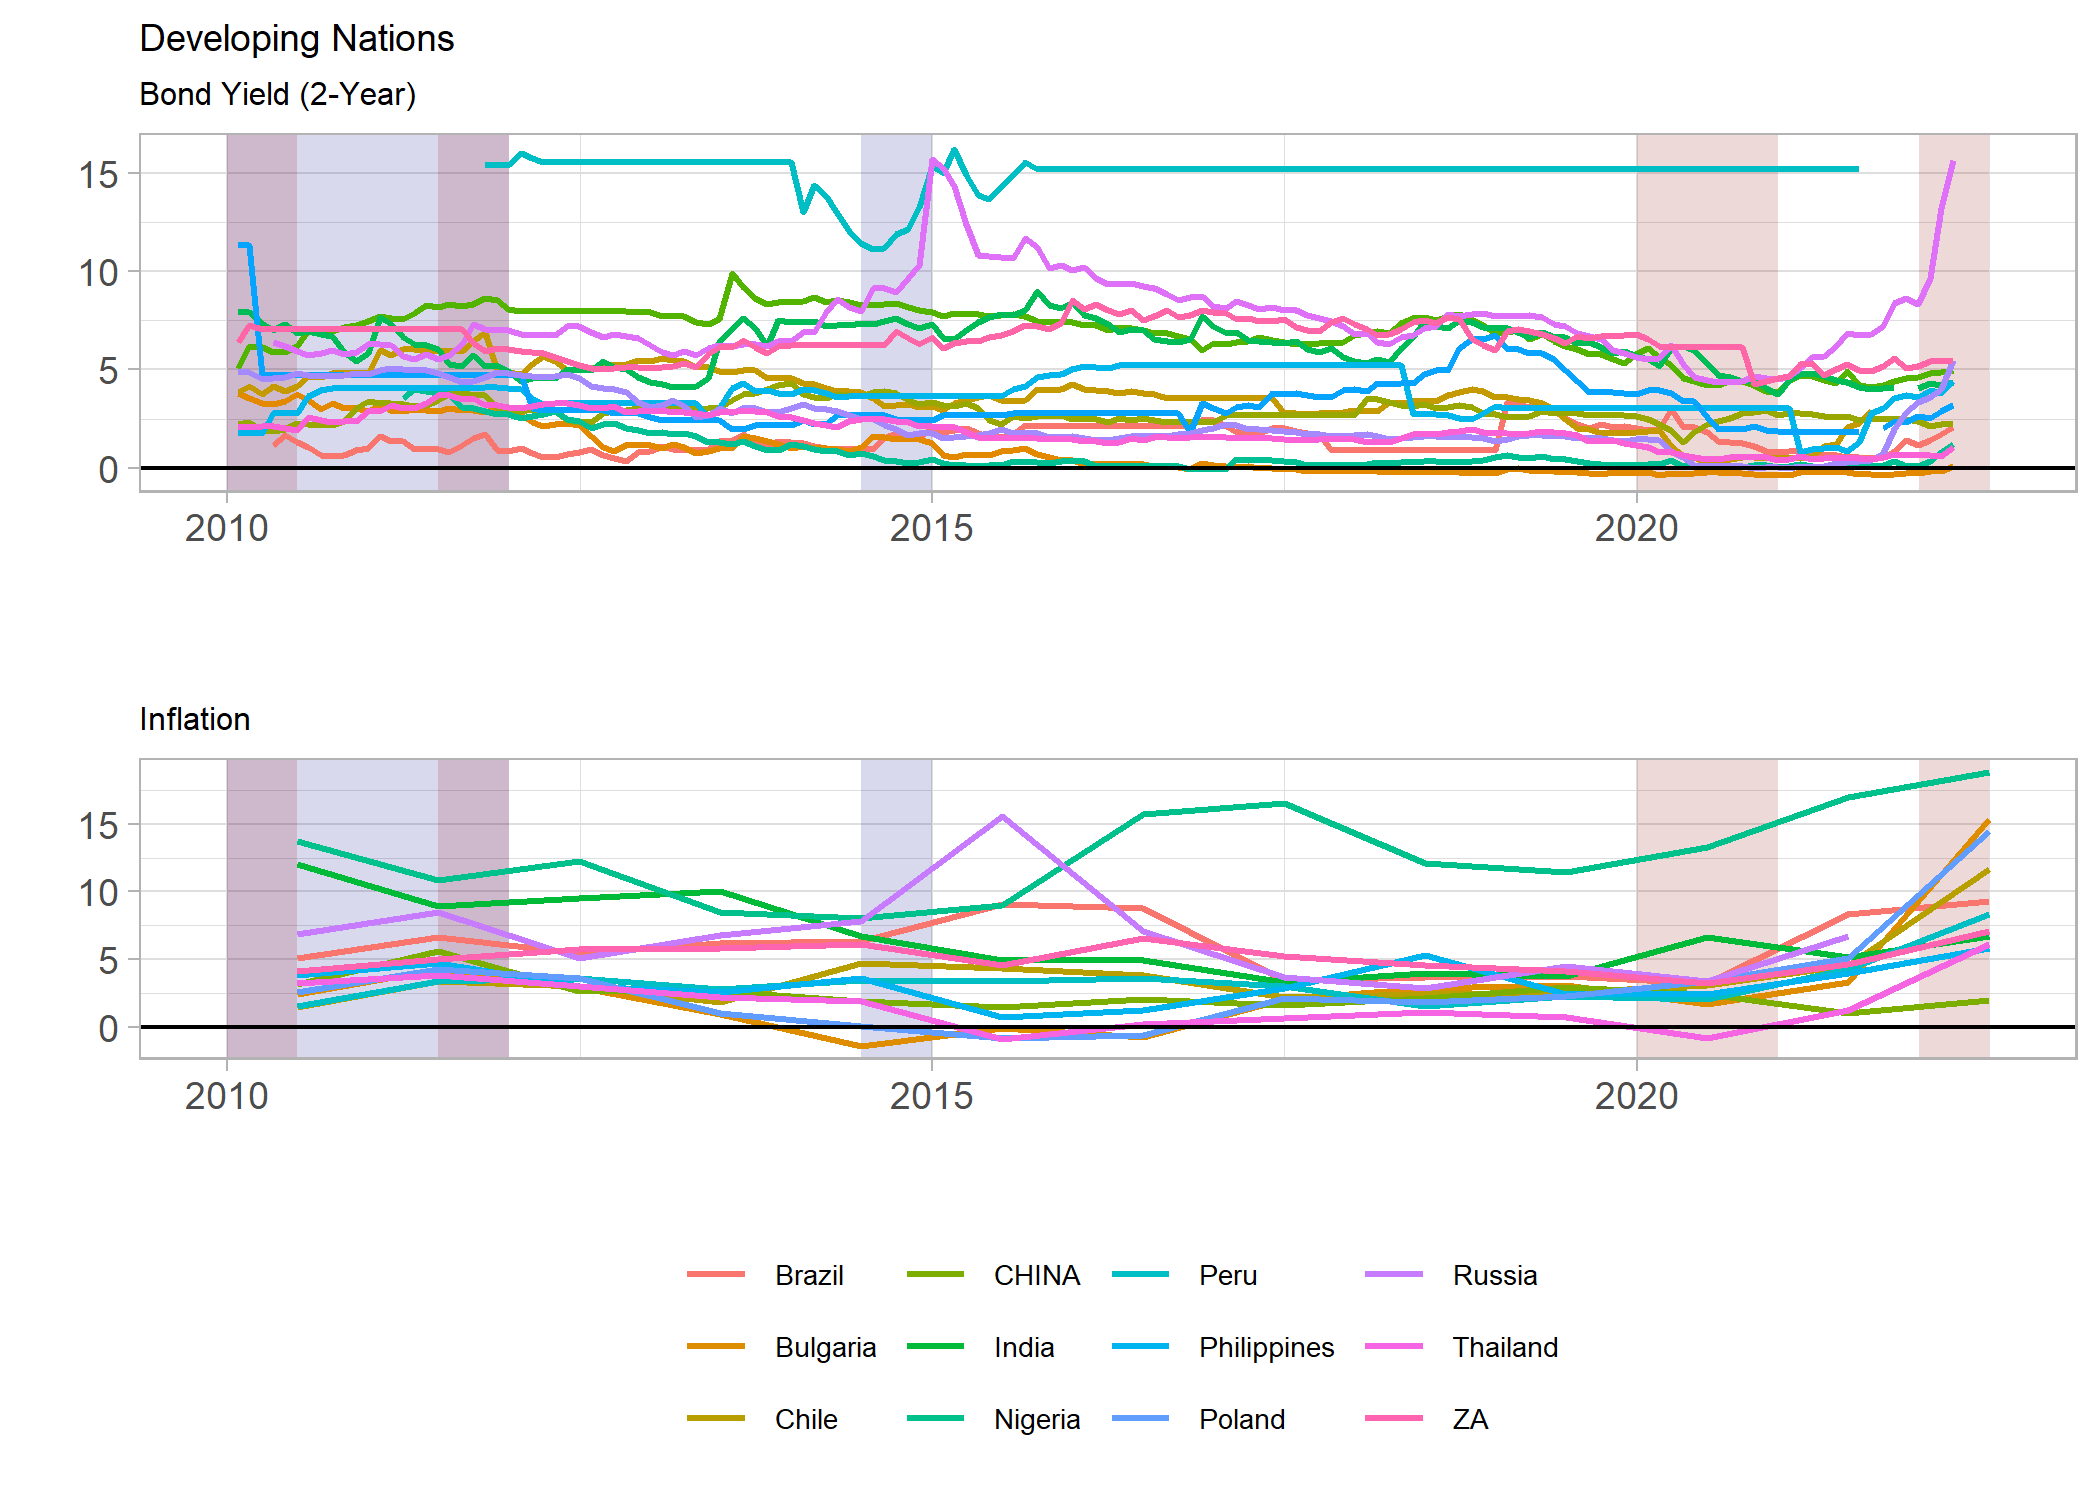 Developing Nations
Bond Yield (2-Year)
15
10
5
0
2010 2015 2020
Inflation
15
10
5
0
2010 2015 2020
Brazil CHINA Peru Russia
Bulgaria India Philippines Thailand
Chile Nigeria Poland ZA